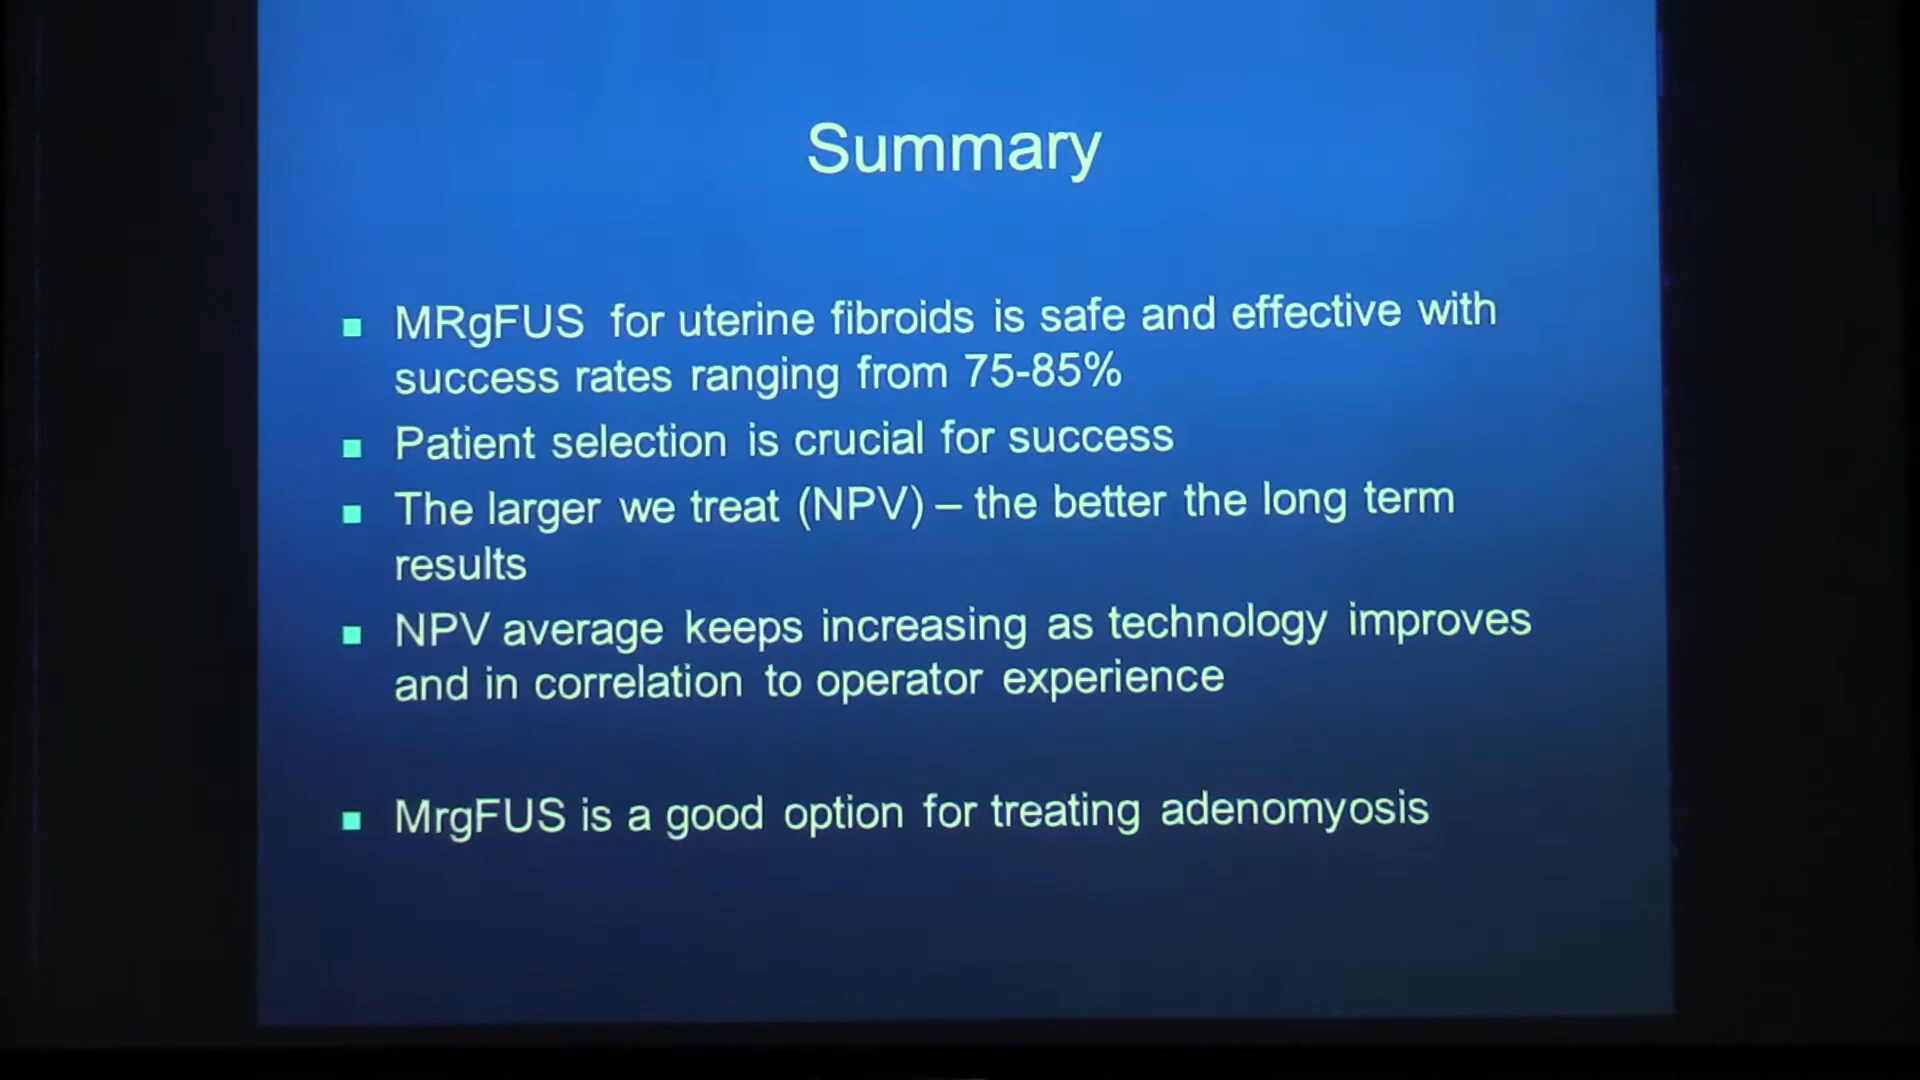 Summary
MRgFUS for uterine fibroids is safe and effective with
success rates ranging from 75-85%
Patient selection is crucial for success
The larger we treat (NPV) – the better the long term
results
NPV average keeps increasing as technology improves
and in correlation to operator experience
MrgFUS is a good option for treating adenomyosis